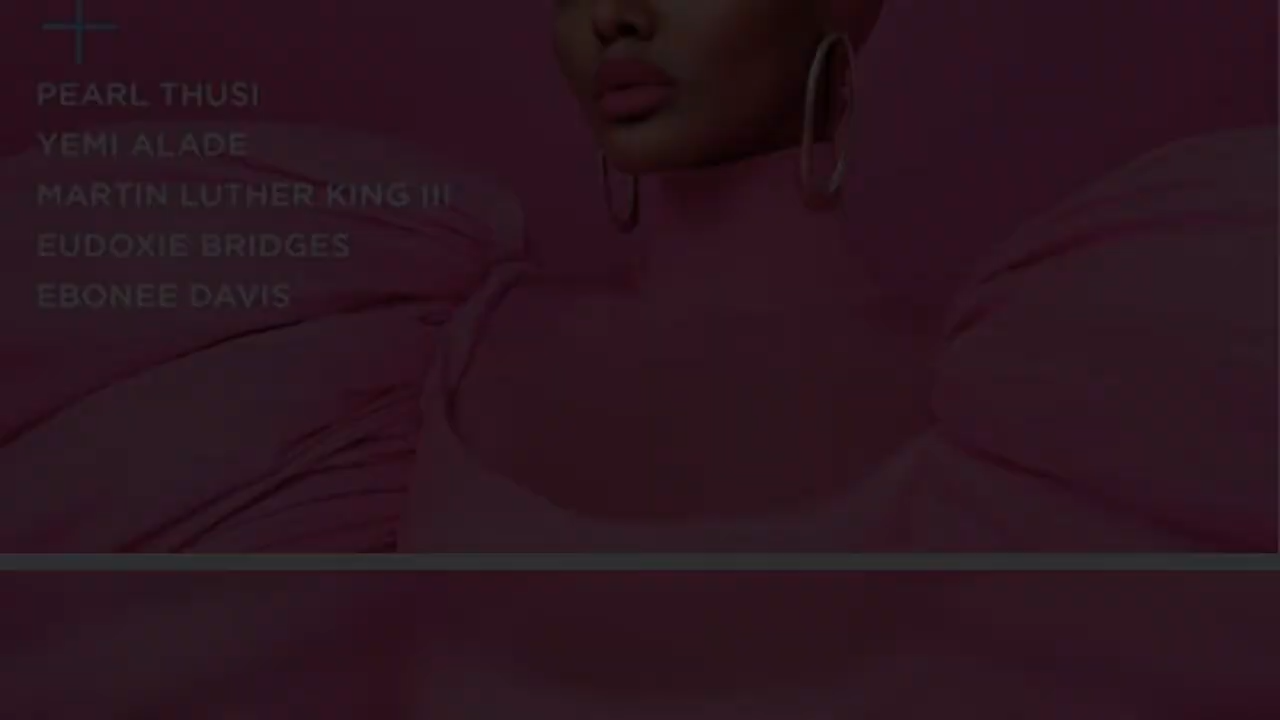 PEARL THUSI
YEMI ALADE
MARTIN LUTHER KING III
EUDOXIE BRIDGES
EBONEE DAVIS